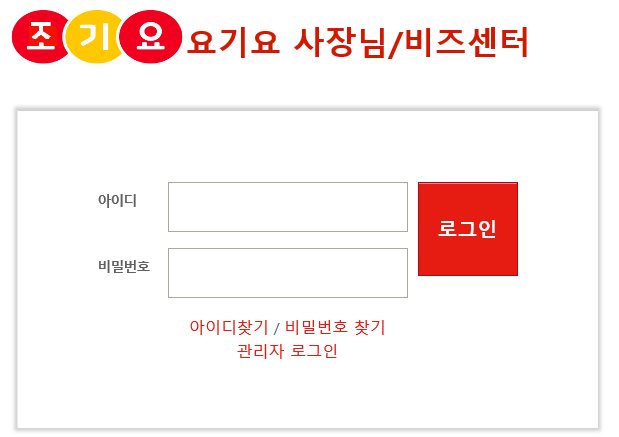 조기요 요기요 사장님/비즈센터
아이디
로그인
비밀번호
아이디찾기 / 비밀번호 찾기
관리자 로그인